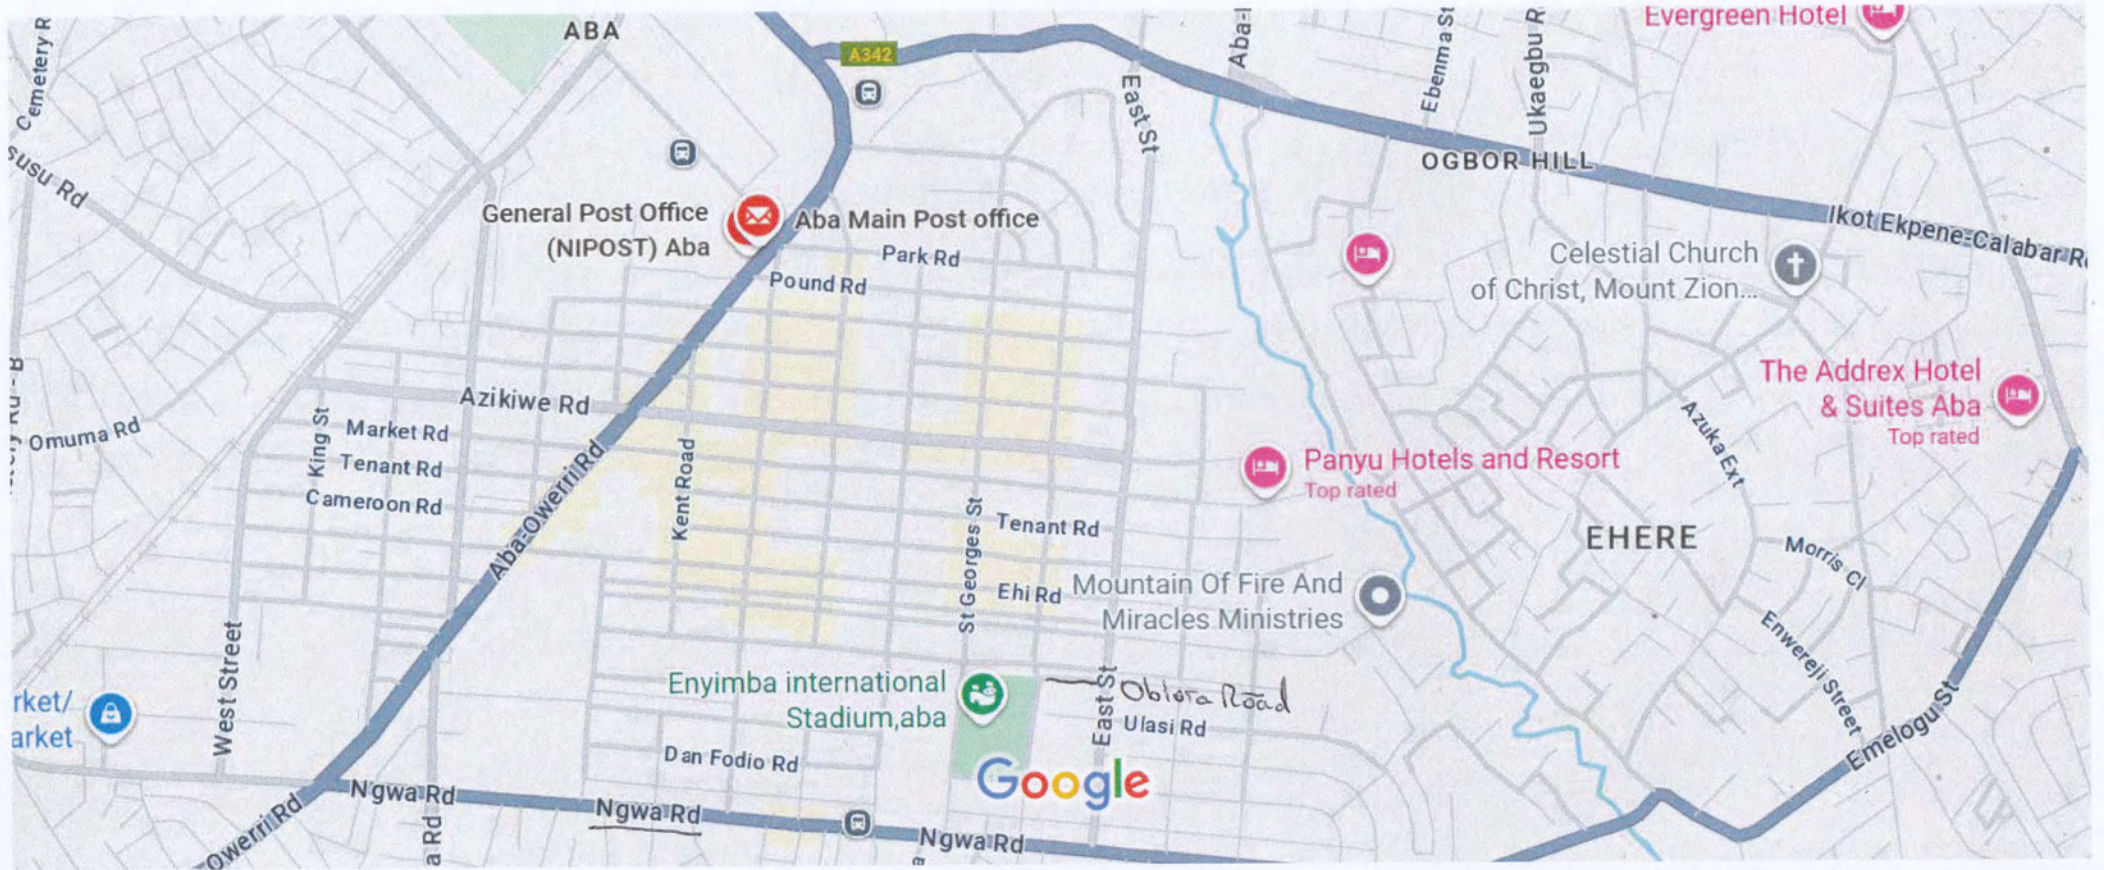 Cemetery R
ABA
A342
East St
Aba-I
Ebenma St
Ukaegbu R
Evergreen Hotel
OGBOR HILL
susu Rd
General Post Office
(NIPOST) Aba
Aba Main Post office
Park Rd
Pound Rd
Ikot Ekpene-Calabar R
Celestial Church
of Christ, Mount Zion...
The Addrex Hotel
& Suites Aba
Top rated
Azikiwe Rd
Omuma Rd
King St
Market Rd
Tenant Rd
Cameroon Rd
Aba-Owerri Rd
Kent Road
Panyu Hotels and Resort
Top rated
Azuka Ext
St Georges St
Tenant Rd
EHERE
Morris Cl
Ehi Rd
Mountain Of Fire And
Miracles Ministries
Enwereji Street
West Street
Enyimba international
Stadium,aba
East St
Road
Ulasi Rd
rket/
arket
Dan Fodio Rd
Emelogu St
Google
Ngwa Rd
Ngwa Rd
Ngwa Rd
Owerri Rd
a Rd